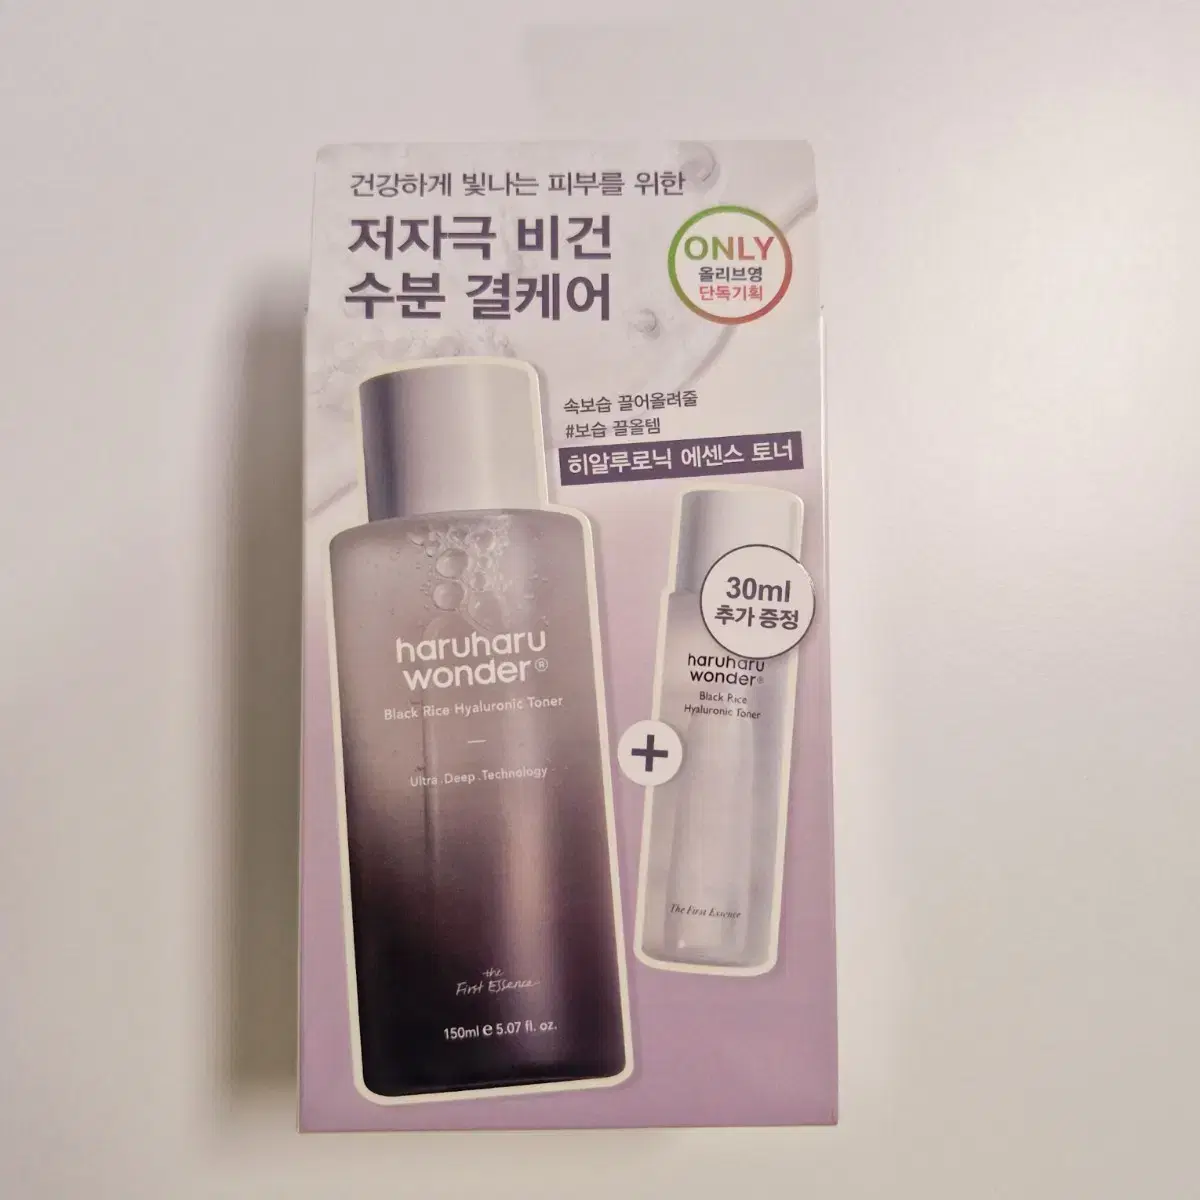 건강하게 빛나는 피부를 위한
저자극 비건
수분 결케어
ONLY
올리브영
단독기획
속보습 끌어올려줄
#보습 끌올템
히알루로닉 에센스 토너
haruharu
wonder®
Black Rice Hyaluronic Toner
Ultra . Deep . Technology
the
First Essence
150ml e 5.07 fl. oz.
+
30ml
추가 증정
haruharu
wonder®
Black Rice
Hyaluronic Toner
The First Essence